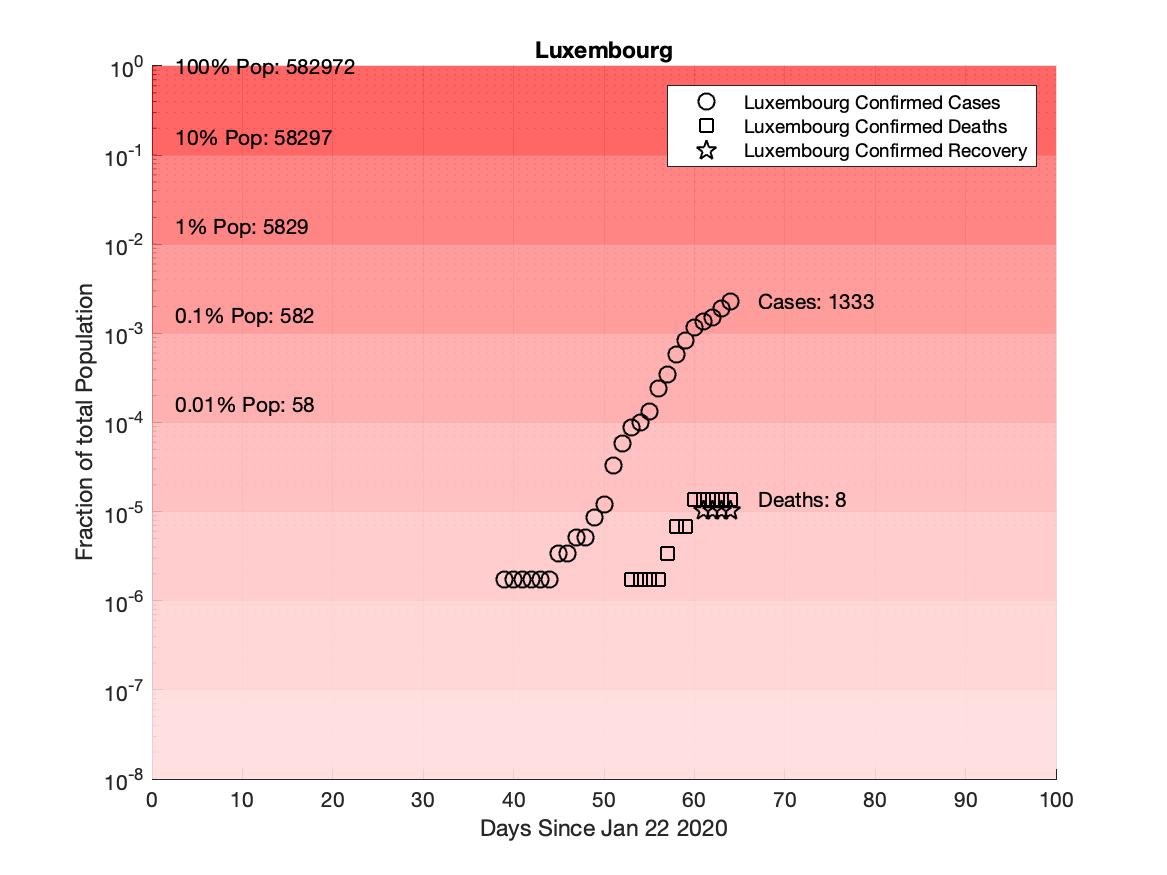 Luxembourg
10^0
100% Pop: 582972
Luxembourg Confirmed Cases
Luxembourg Confirmed Deaths
Luxembourg Confirmed Recovery
10% Pop: 58297
10^-1
1% Pop: 5829
10^-2
Cases: 1333
0.1% Pop: 582
10^-3
0.01% Pop: 58
10^-4
Deaths: 8
10^-5
10^-6
10^-7
10^-8
Fraction of total Population
0 10 20 30 40 50 60 70 80 90 100
Days Since Jan 22 2020